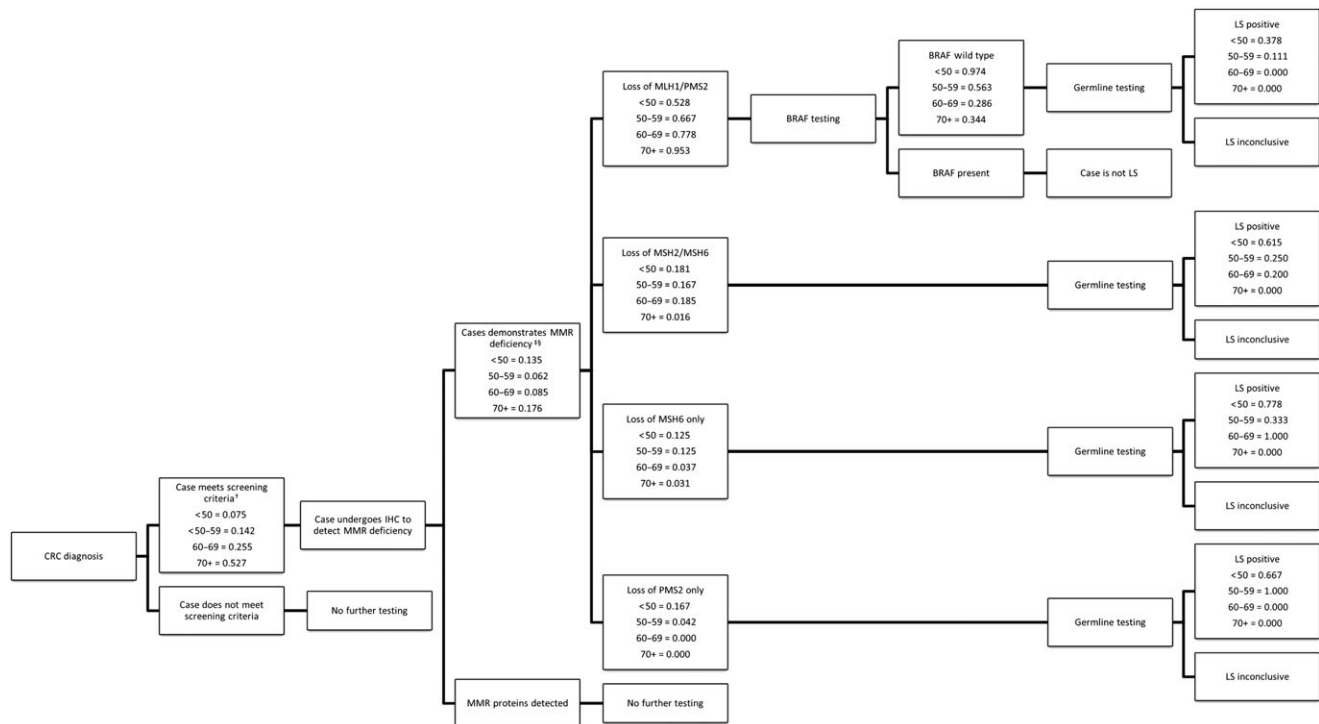 CRC diagnosis
Case meets screening
criteria†
<50 = 0.075
<50–59 = 0.142
60–69 = 0.255
70+ = 0.527
Case does not meet
screening criteria
Case undergoes IHC to
detect MMR deficiency
No further testing
Cases demonstrates MMR
deficiency‡§
<50 = 0.135
50–59 = 0.062
60–69 = 0.085
70+ = 0.176
MMR proteins detected
No further testing
Loss of MLH1/PMS2
<50 = 0.528
50–59 = 0.667
60–69 = 0.778
70+ = 0.953
BRAF testing
BRAF wild type
<50 = 0.974
50–59 = 0.563
60–69 = 0.286
70+ = 0.344
Germline testing
LS positive
<50 = 0.378
50–59 = 0.111
60–69 = 0.000
70+ = 0.000
LS inconclusive
BRAF present
Case is not LS
Loss of MSH2/MSH6
<50 = 0.181
50–59 = 0.167
60–69 = 0.185
70+ = 0.016
Germline testing
LS positive
<50 = 0.615
50–59 = 0.250
60–69 = 0.200
70+ = 0.000
LS inconclusive
Loss of MSH6 only
<50 = 0.125
50–59 = 0.125
60–69 = 0.037
70+ = 0.031
Germline testing
LS positive
<50 = 0.778
50–59 = 0.333
60–69 = 1.000
70+ = 0.000
LS inconclusive
Loss of PMS2 only
<50 = 0.167
50–59 = 0.042
60–69 = 0.000
70+ = 0.000
Germline testing
LS positive
<50 = 0.667
50–59 = 1.000
60–69 = 0.000
70+ = 0.000
LS inconclusive